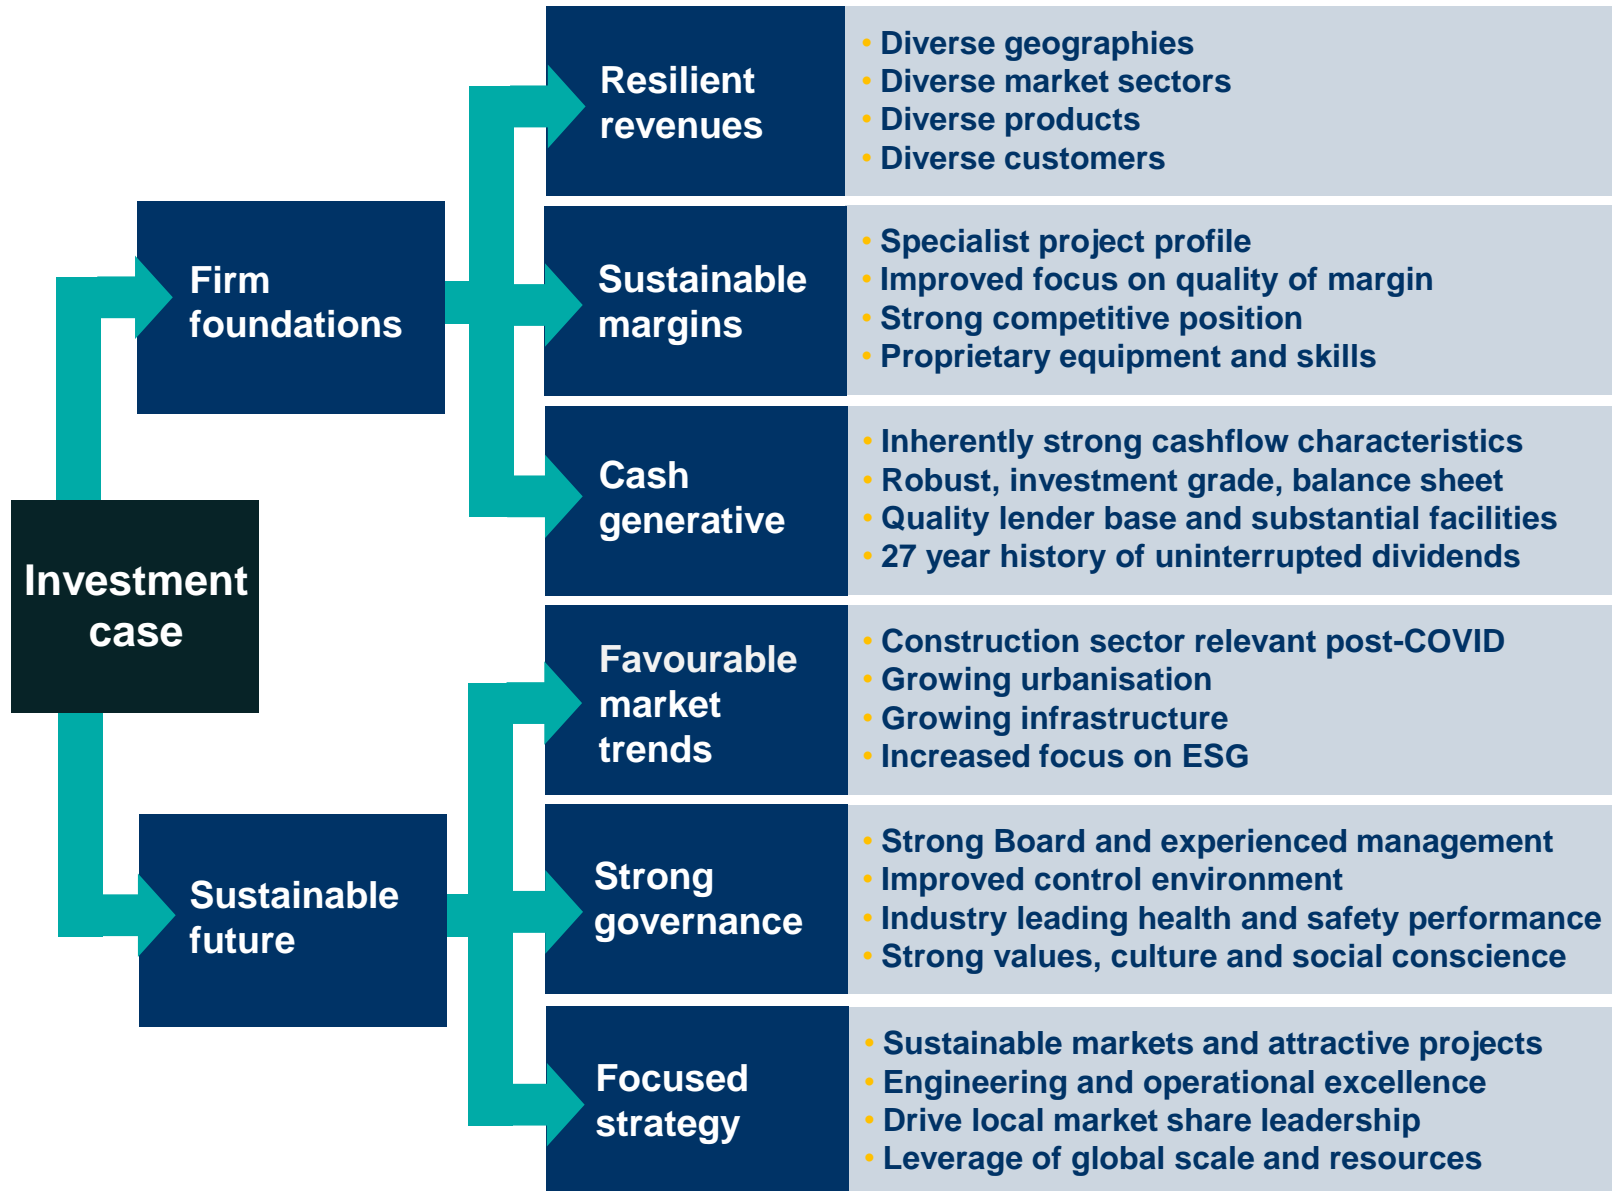 Investment
case
Firm
foundations
Resilient
revenues
• Diverse geographies
• Diverse market sectors
• Diverse products
• Diverse customers
Sustainable
margins
• Specialist project profile
• Improved focus on quality of margin
• Strong competitive position
• Proprietary equipment and skills
Cash
generative
• Inherently strong cashflow characteristics
• Robust, investment grade, balance sheet
• Quality lender base and substantial facilities
• 27 year history of uninterrupted dividends
Sustainable
future
Favourable
market
trends
• Construction sector relevant post-COVID
• Growing urbanisation
• Growing infrastructure
• Increased focus on ESG
Strong
governance
• Strong Board and experienced management
• Improved control environment
• Industry leading health and safety performance
• Strong values, culture and social conscience
Focused
strategy
• Sustainable markets and attractive projects
• Engineering and operational excellence
• Drive local market share leadership
• Leverage of global scale and resources